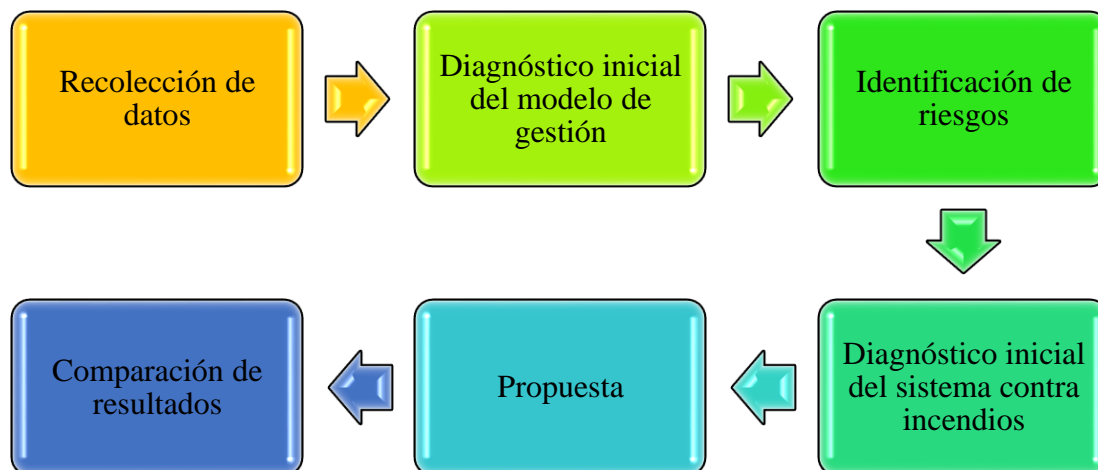 Recolección de
datos
Diagnóstico inicial
del modelo de
gestión
Identificación de
riesgos
Diagnóstico inicial
del sistema contra
incendios
Propuesta
Comparación de
resultados